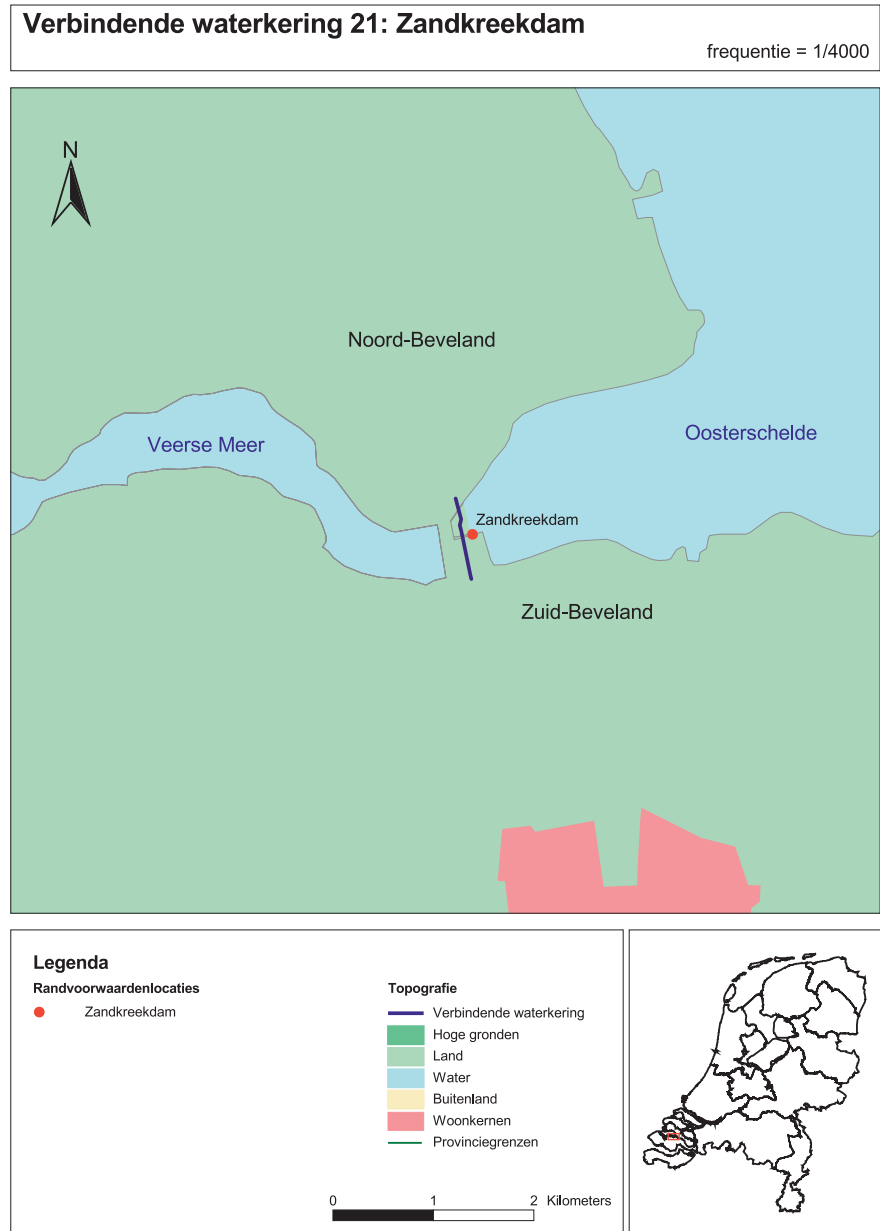 Verbindende waterkering 21: Zandkreekdam
frequentie = 1/4000
N
Noord-Beveland
Veerse Meer
Oosterschelde
Zandkreekdam
Zuid-Beveland
Legenda
Randvoorwaardenlocaties
Zandkreekdam
Topografie
Verbindende waterkering
Hoge gronden
Land
Water
Buitenland
Woonkernen
Provinciegrenzen
0 1 2 Kilometers